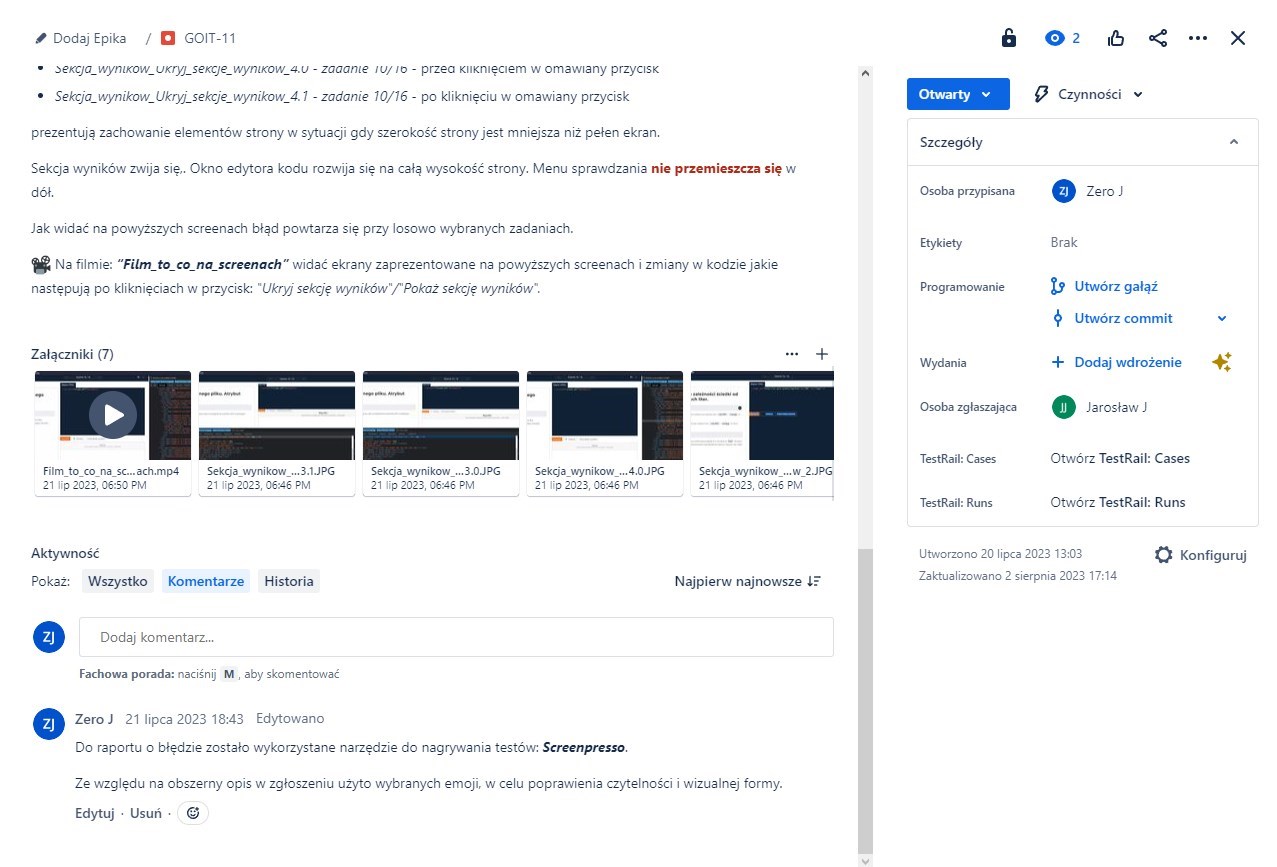 Dodaj Epika / GOIT-11
2
Sekcja_wynikow_Ukryj_sekcje_wynikow_4.0 - zadanie 10/16 - przed kliknięciem w omawiany przycisk
Sekcja_wynikow_Ukryj_sekcje_wynikow_4.1 - zadanie 10/16 - po kliknięciu w omawiany przycisk
prezentują zachowanie elementów strony w sytuacji gdy szerokość strony jest mniejsza niż pełen ekran.
Sekcja wyników zwija się,. Okno edytora kodu rozwija się na całą wysokość strony. Menu sprawdzania nie przemieszcza się w
dół.
Jak widać na powyższych screenach błąd powtarza się przy losowo wybranych zadaniach.
Na filmie: "Film_to_co_na_screenach" widać ekrany zaprezentowane na powyższych screenach i zmiany w kodzie jakie
następują po kliknięciach w przycisk: "Ukryj sekcję wyników"/"Pokaż sekcję wyników".
Załączniki (7)
Film_to_co_na_sc...ach.mp4
21 lip 2023, 06:50 PM
Sekcja_wynikow_...3.1.JPG
21 lip 2023, 06:46 PM
Sekcja_wynikow_...3.0.JPG
21 lip 2023, 06:46 PM
Sekcja_wynikow_...4.0.JPG
21 lip 2023, 06:46 PM
Sekcja_wynikow_...w_2.JPG
21 lip 2023, 06:46 PM
Aktywność
Pokaż: Wszystko Komentarze Historia Najpierw najnowsze
ZJ Dodaj komentarz...
Fachowa porada: naciśnij M , aby skomentować
ZJ Zero J 21 lipca 2023 18:43 Edytowano
Do raportu o błędzie zostało wykorzystane narzędzie do nagrywania testów: Screenpresso.
Ze względu na obszerny opis w zgłoszeniu użyto wybranych emoji, w celu poprawienia czytelności i wizualnej formy.
Edytuj · Usuń ·
Otwarty Czynności
Szczegóły
Osoba przypisana ZJ Zero J
Etykiety Brak
Programowanie Utwórz gałąź
Utwórz commit
Wydania Dodaj wdrożenie
Osoba zgłaszająca JJ Jarosław J
TestRail: Cases Otwórz TestRail: Cases
TestRail: Runs Otwórz TestRail: Runs
Utworzono 20 lipca 2023 13:03 Konfiguruj
Zaktualizowano 2 sierpnia 2023 17:14